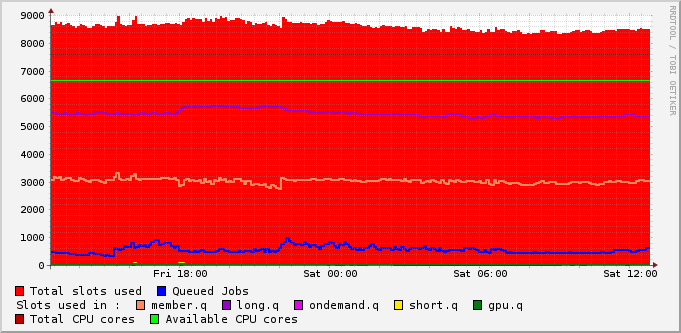 9000
8000
7000
6000
5000
4000
3000
2000
1000
0
Fri 18:00 Sat 00:00 Sat 06:00 Sat 12:00
RRDTOOL / TOBI OETIKER
Total slots used Queued Jobs
Slots used in : member.q long.q ondemand.q short.q gpu.q
Total CPU cores Available CPU cores